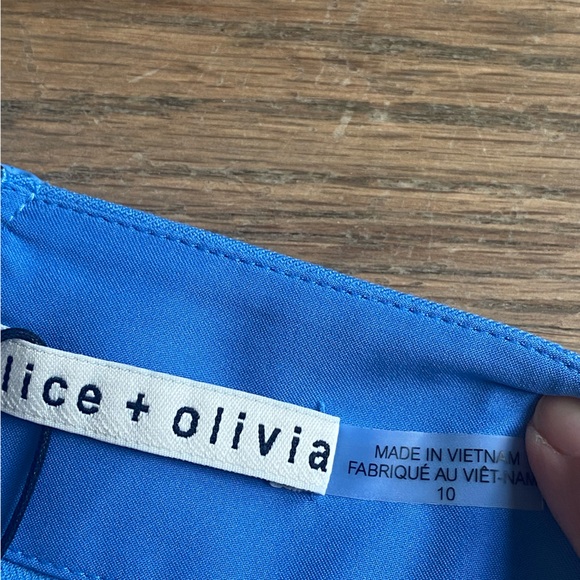 lice + olivia
MADE IN VIETNAM
FABRIQUÉ AU VIÊT-NAM
10